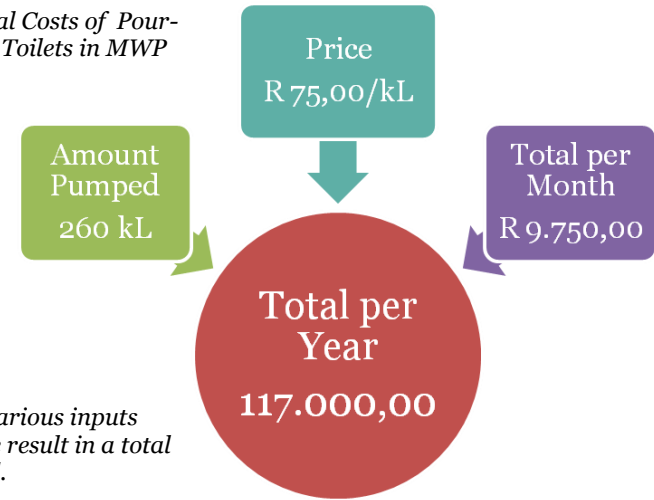 al Costs of Pour-
Toilets in MWP
Price
R 75,00/kL
Amount
Pumped
260 kL
Total per
Month
R 9.750,00
Total per
Year
117.000,00
arious inputs
result in a total